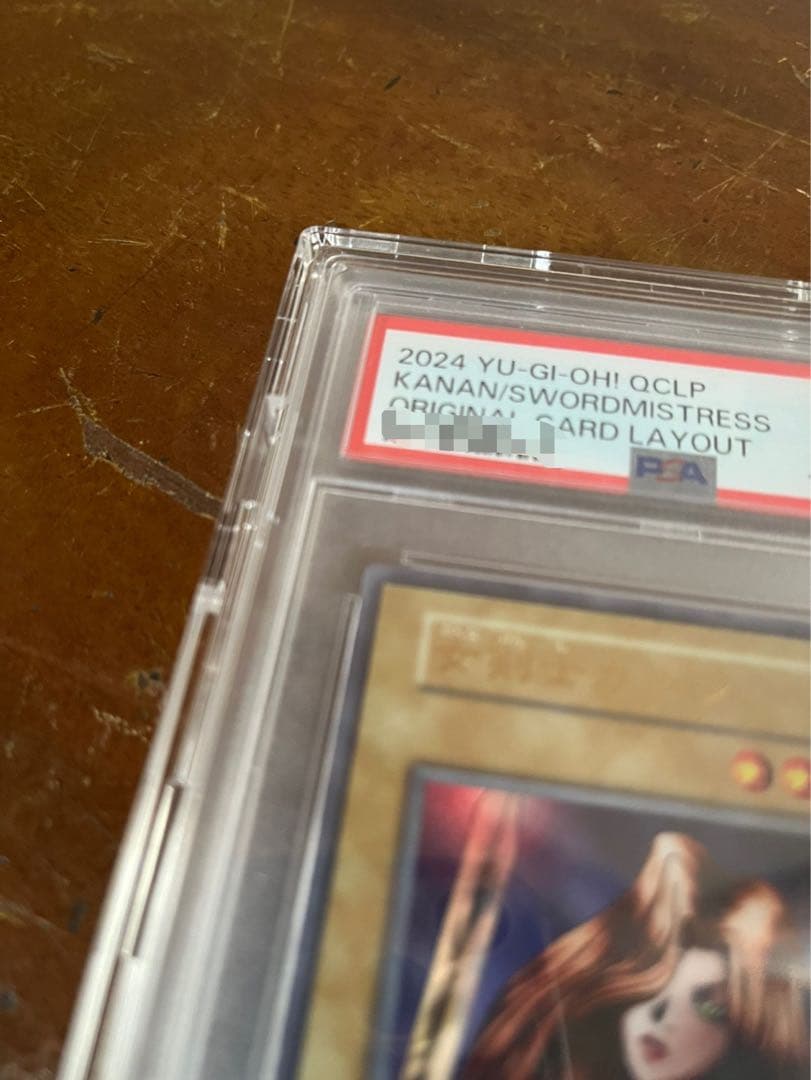 2024 YU-GI-OH! QCLP
KANAN/SWORDMISTRESS
ORIGINAL CARD LAYOUT
PSA